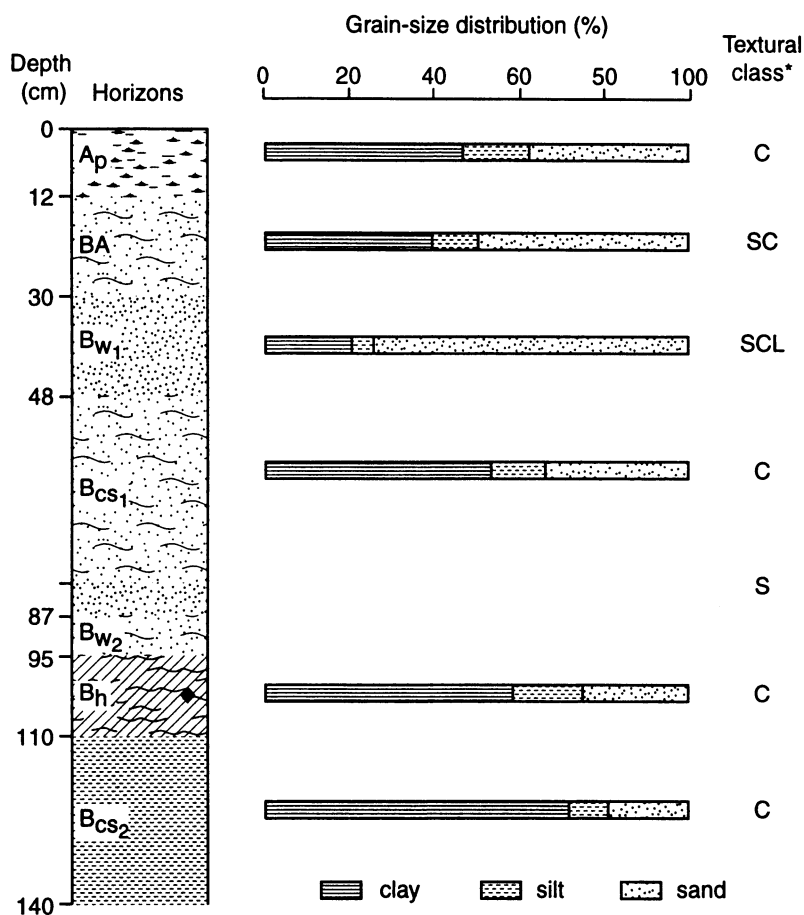 Grain-size distribution (%)
Depth (cm)
Horizons
Textural class*
0 20 40 60 50 100
0
Ap
C
12
BA
SC
30
Bw1
SCL
48
Bcs1
C
S
87
Bw2
95
Bh
C
110
Bcs2
C
140
clay silt sand